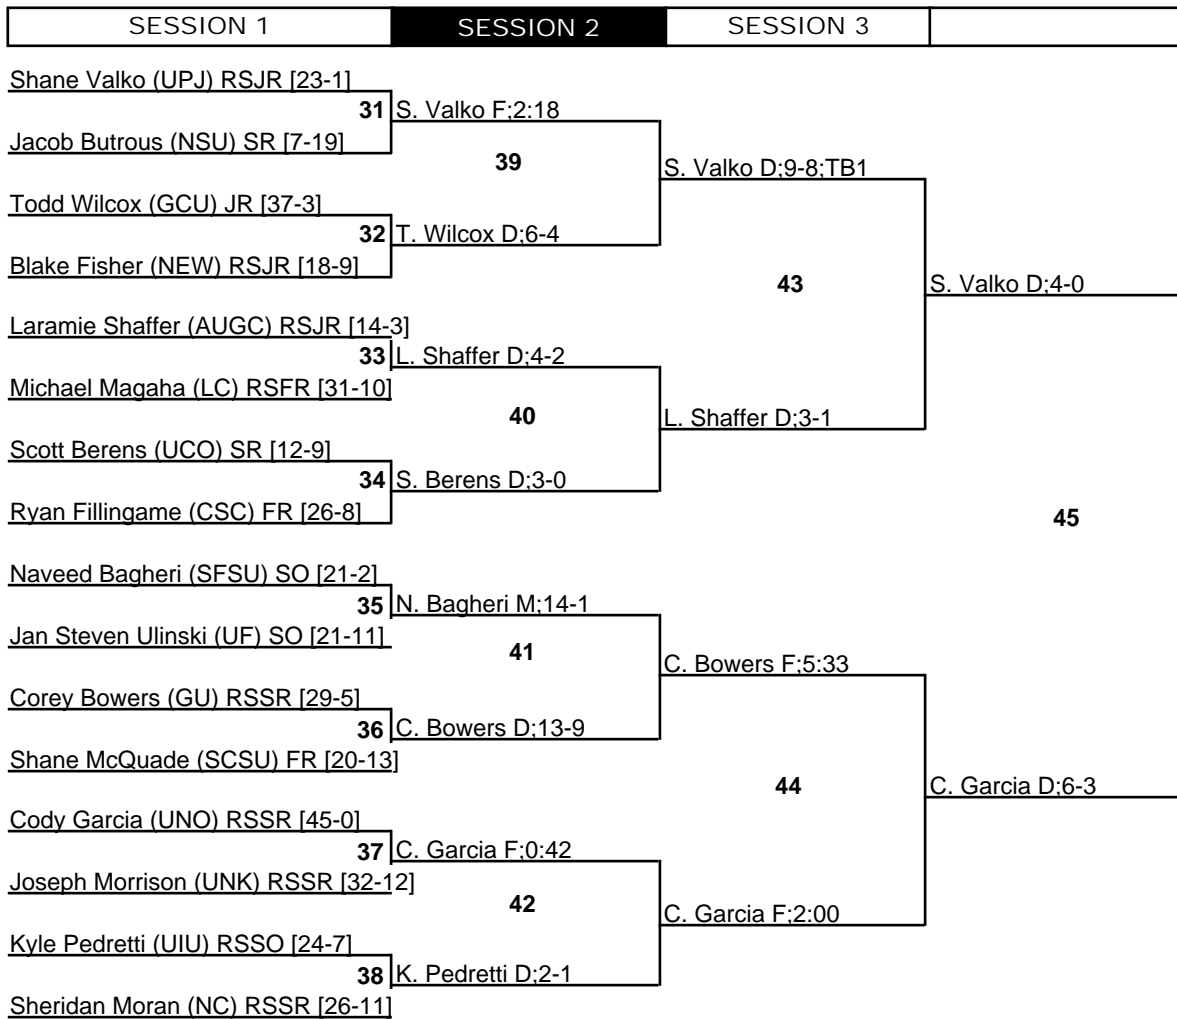 SESSION 1 SESSION 2 SESSION 3
Shane Valko (UPJ) RSJR [23-1]
31 S. Valko F;2:18
Jacob Butrous (NSU) SR [7-19]
39
S. Valko D;9-8;TB1
Todd Wilcox (GCU) JR [37-3]
32 T. Wilcox D;6-4
Blake Fisher (NEW) RSJR [18-9]
43
S. Valko D;4-0
Laramie Shaffer (AUGC) RSJR [14-3]
33 L. Shaffer D;4-2
Michael Magaha (LC) RSFR [31-10]
40
L. Shaffer D;3-1
Scott Berens (UCO) SR [12-9]
34 S. Berens D;3-0
Ryan Fillingame (CSC) FR [26-8]
45
Naveed Bagheri (SFSU) SO [21-2]
35 N. Bagheri M;14-1
Jan Steven Ulinski (UF) SO [21-11]
41
C. Bowers F;5:33
Corey Bowers (GU) RSSR [29-5]
36 C. Bowers D;13-9
Shane McQuade (SCSU) FR [20-13]
44
C. Garcia D;6-3
Cody Garcia (UNO) RSSR [45-0]
37 C. Garcia F;0:42
Joseph Morrison (UNK) RSSR [32-12]
42
C. Garcia F;2:00
Kyle Pedretti (UIU) RSSO [24-7]
38 K. Pedretti D;2-1
Sheridan Moran (NC) RSSR [26-11]